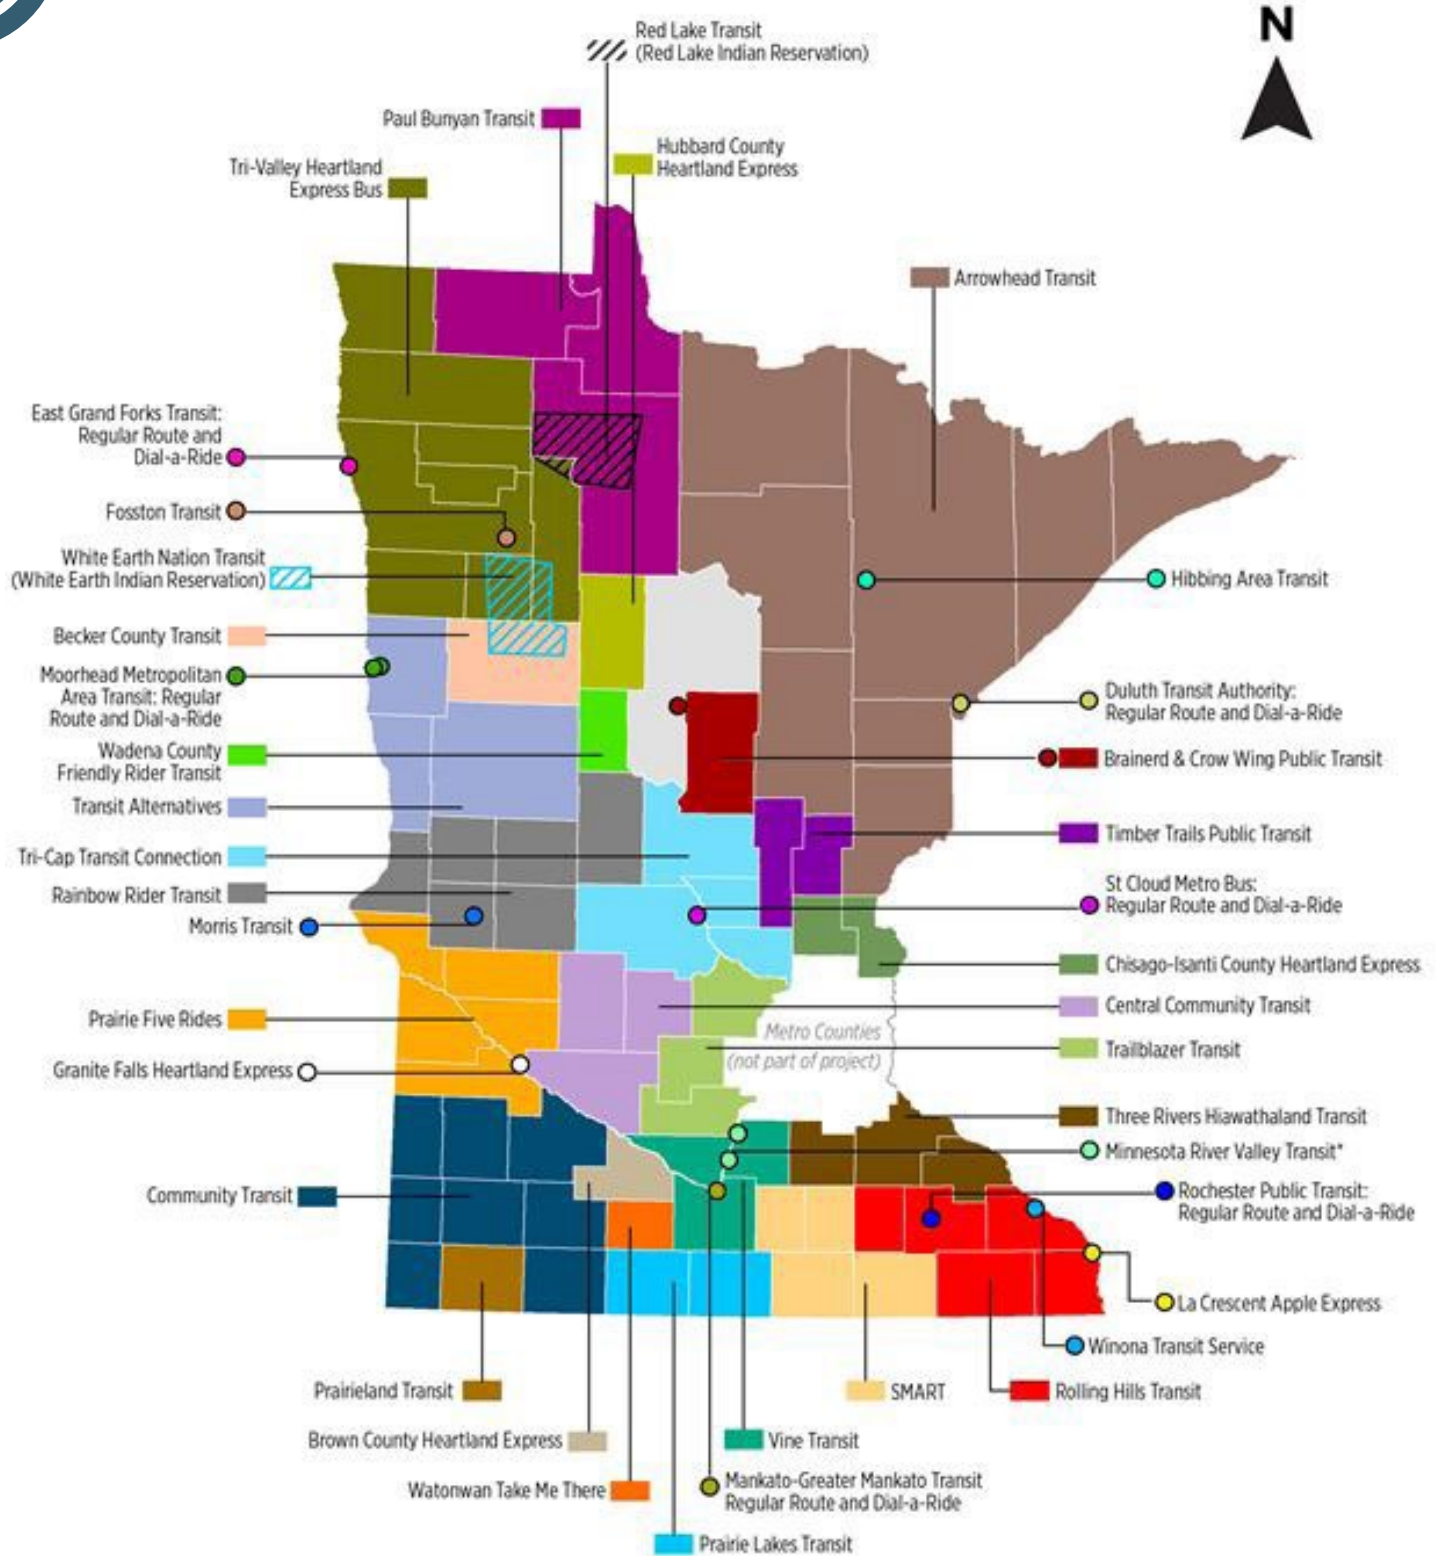 N
Red Lake Transit
(Red Lake Indian Reservation)
Paul Bunyan Transit
Hubbard County
Heartland Express
Tri-Valley Heartland
Express Bus
Arrowhead Transit
East Grand Forks Transit:
Regular Route and
Dial-a-Ride
Fosston Transit
White Earth Nation Transit
(White Earth Indian Reservation)
Hibbing Area Transit
Becker County Transit
Moorhead Metropolitan
Area Transit: Regular
Route and Dial-a-Ride
Duluth Transit Authority:
Regular Route and Dial-a-Ride
Wadena County
Friendly Rider Transit
Brainerd & Crow Wing Public Transit
Transit Alternatives
Timber Trails Public Transit
Tri-Cap Transit Connection
Rainbow Rider Transit
St Cloud Metro Bus:
Regular Route and Dial-a-Ride
Morris Transit
Chisago-Isanti County Heartland Express
Central Community Transit
Prairie Five Rides
Metro Counties
(not part of project)
Trailblazer Transit
Granite Falls Heartland Express
Three Rivers Hiawathaland Transit
Minnesota River Valley Transit*
Community Transit
Rochester Public Transit:
Regular Route and Dial-a-Ride
La Crescent Apple Express
Winona Transit Service
Prairieland Transit
SMART
Rolling Hills Transit
Brown County Heartland Express
Vine Transit
Watonwan Take Me There
Mankato-Greater Mankato Transit
Regular Route and Dial-a-Ride
Prairie Lakes Transit